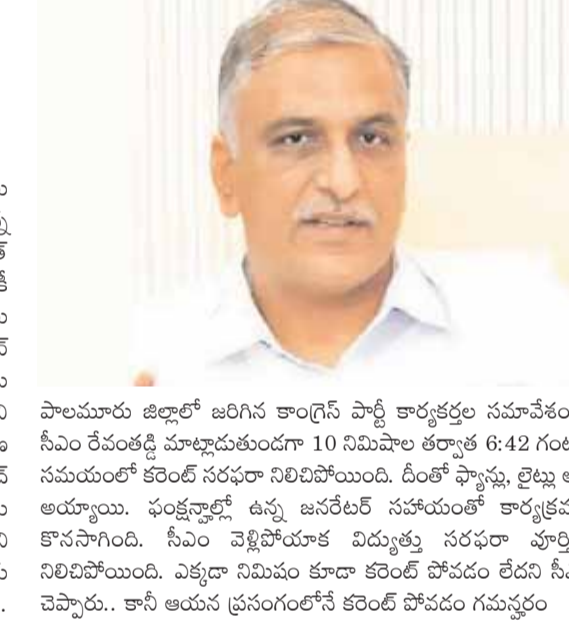 పాలమూరు జిల్లాలో జరిగిన కాంగ్రెస్ పార్టీ కార్యకర్తల సమావేశం
సీఎం రేవంతడ్డి మాట్లాడుతుండగా 10 నిమిషాల తర్వాత 6:42 గంట
సమయంలో కరెంట్ సరఫరా నిలిచిపోయింది. దీంతో ఫ్యాన్లు, లైట్లు ఆ
అయ్యాయి. ఫంక్షన్హాల్లో ఉన్న జనరేటర్ సహాయంతో కార్యక్రమ
కొనసాగింది. సీఎం వెళ్లిపోయాక విద్యుత్తు సరఫరా వూర్తి
నిలిచిపోయింది. ఎక్కడా నిమిషం కూడా కరెంట్ పోవడం లేదని సీఎ
చెప్పారు.. కానీ ఆయన ప్రసంగంలోనే కరెంట్ పోవడం గమన్హరం